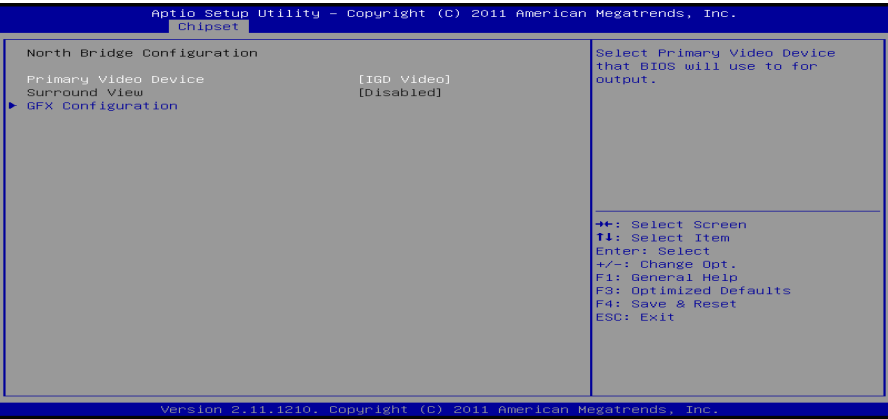 Aptio Setup Utility – Copyright (C) 2011 American Megatrends, Inc.
Chipset
North Bridge Configuration
Primary Video Device [IGD Video]
Surround View [Disabled]
▶ GFX Configuration
Select Primary Video Device
that BIOS will use to for
output.
→←: Select Screen
↑↓: Select Item
Enter: Select
+/-: Change Opt.
F1: General Help
F3: Optimized Defaults
F4: Save & Reset
ESC: Exit
Version 2.11.1210. Copyright (C) 2011 American Megatrends, Inc.